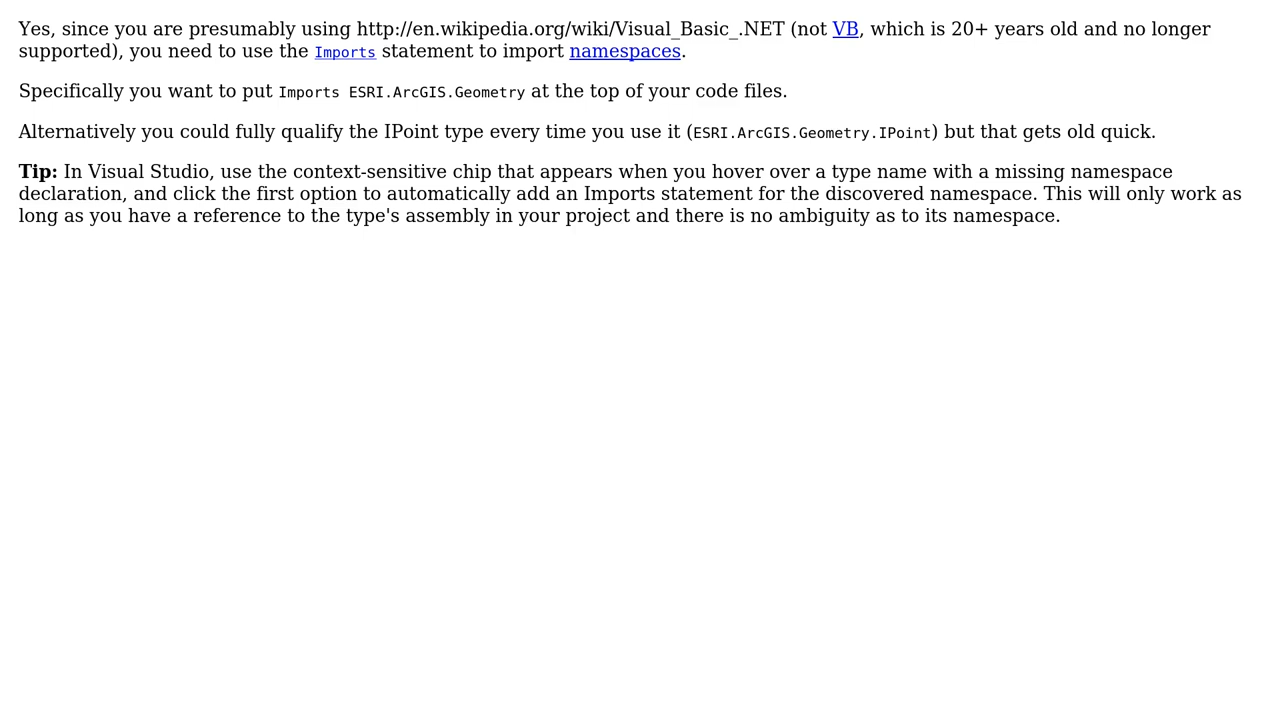 Yes, since you are presumably using http://en.wikipedia.org/wiki/Visual_Basic_.NET (not VB, which is 20+ years old and no longer
supported), you need to use the Imports statement to import namespaces.
Specifically you want to put Imports ESRI.ArcGIS.Geometry at the top of your code files.
Alternatively you could fully qualify the IPoint type every time you use it (ESRI.ArcGIS.Geometry.IPoint) but that gets old quick.
Tip: In Visual Studio, use the context-sensitive chip that appears when you hover over a type name with a missing namespace
declaration, and click the first option to automatically add an Imports statement for the discovered namespace. This will only work as
long as you have a reference to the type's assembly in your project and there is no ambiguity as to its namespace.